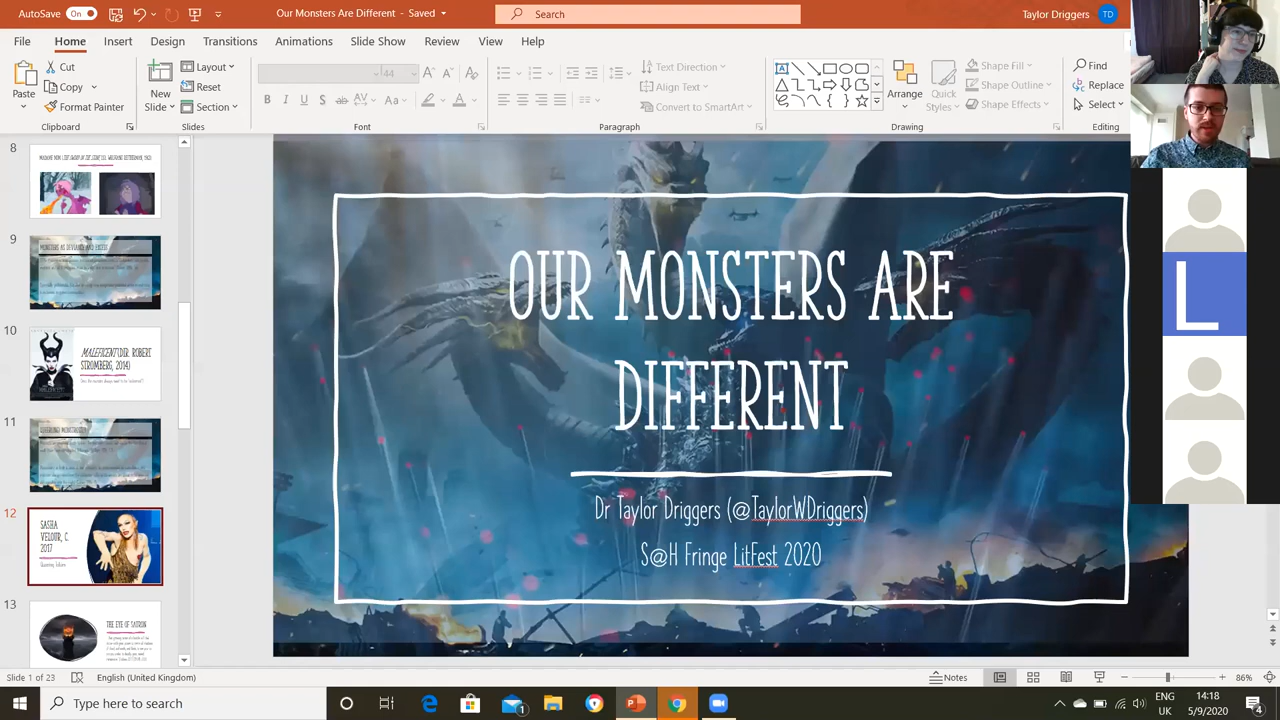 AutoSave On
Our Monsters Are Different - Saved
Search
Taylor Driggers TD
File Home Insert Draw Design Transitions Animations Slide Show Review View Help
Paste
Cut
Copy
Format Painter
Clipboard
New Slide
Layout
Reset
Section
Slides
44
Font
Text Direction
Align Text
Convert to SmartArt
Paragraph
Arrange
Quick Styles
Shape Fill
Shape Outline
Shape Effects
Drawing
Find
Replace
Select
Editing
8
9
MONSTERS AS DEVIANCE AND EXCESS
10
MALEFICENT (DIR. ROBERT
STROMBERG, 2014)
11
12
SASHA
VELOUR, C.
2017
13
THE EYE OF SAURON
OUR MONSTERS ARE
DIFFERENT
Dr Taylor Driggers (@TaylorWDriggers)
S@H Fringe LitFest 2020
L
Slide 1 of 23
English (United Kingdom)
Notes
86%
Type here to search
1
ENG
UK
14:18
5/9/2020
4